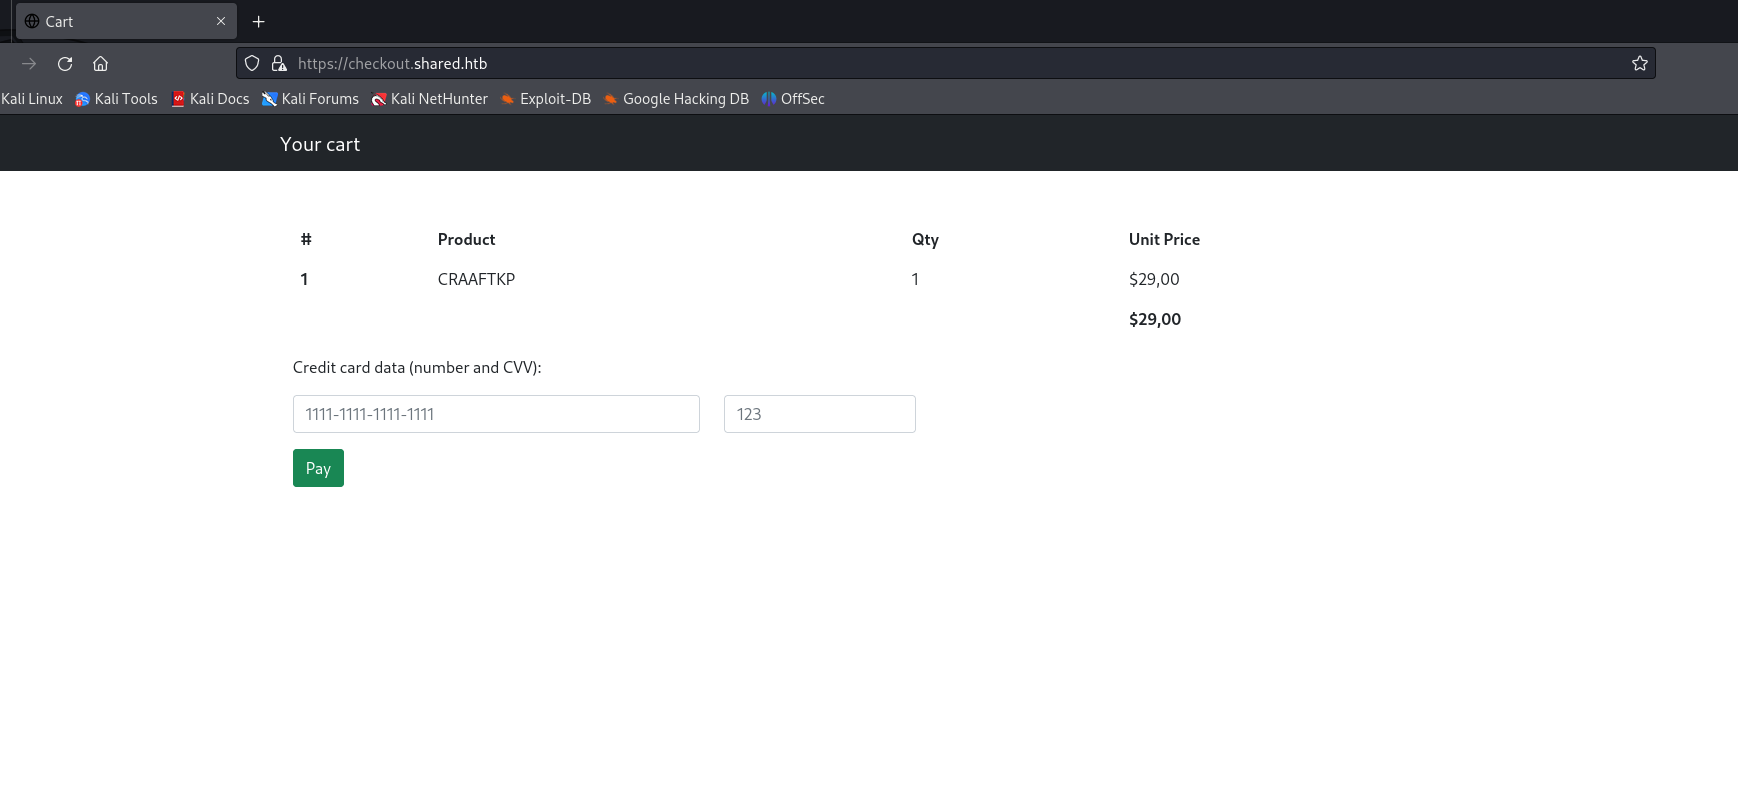 Cart
https://checkout.shared.htb
Kali Linux Kali Tools Kali Docs Kali Forums Kali NetHunter Exploit-DB Google Hacking DB OffSec
Your cart
# Product Qty Unit Price
1 CRAAFTKP 1 $29,00
$29,00
Credit card data (number and CVV):
1111-1111-1111-1111 123
Pay